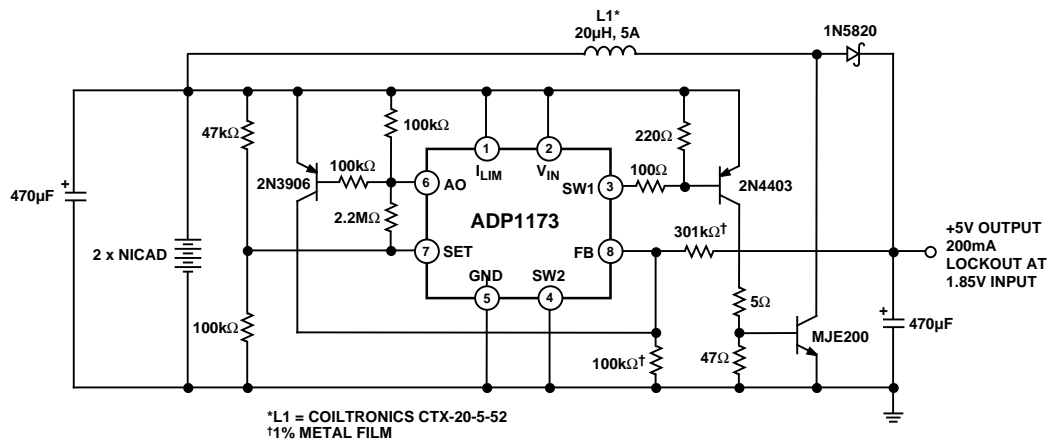 L1*
20µH, 5A
1N5820
47kΩ
100kΩ
220Ω
470µF
+
2N3906
100kΩ
1
ILIM
2
VIN
6
AO
SW1
3
100Ω
2N4403
2.2MΩ
ADP1173
301kΩ†
+5V OUTPUT
200mA
LOCKOUT AT
1.85V INPUT
2 x NICAD
7
SET
FB
8
GND
SW2
5
4
5Ω
100kΩ
100kΩ†
47Ω
MJE200
+
470µF
*L1 = COILTRONICS CTX-20-5-52
†1% METAL FILM